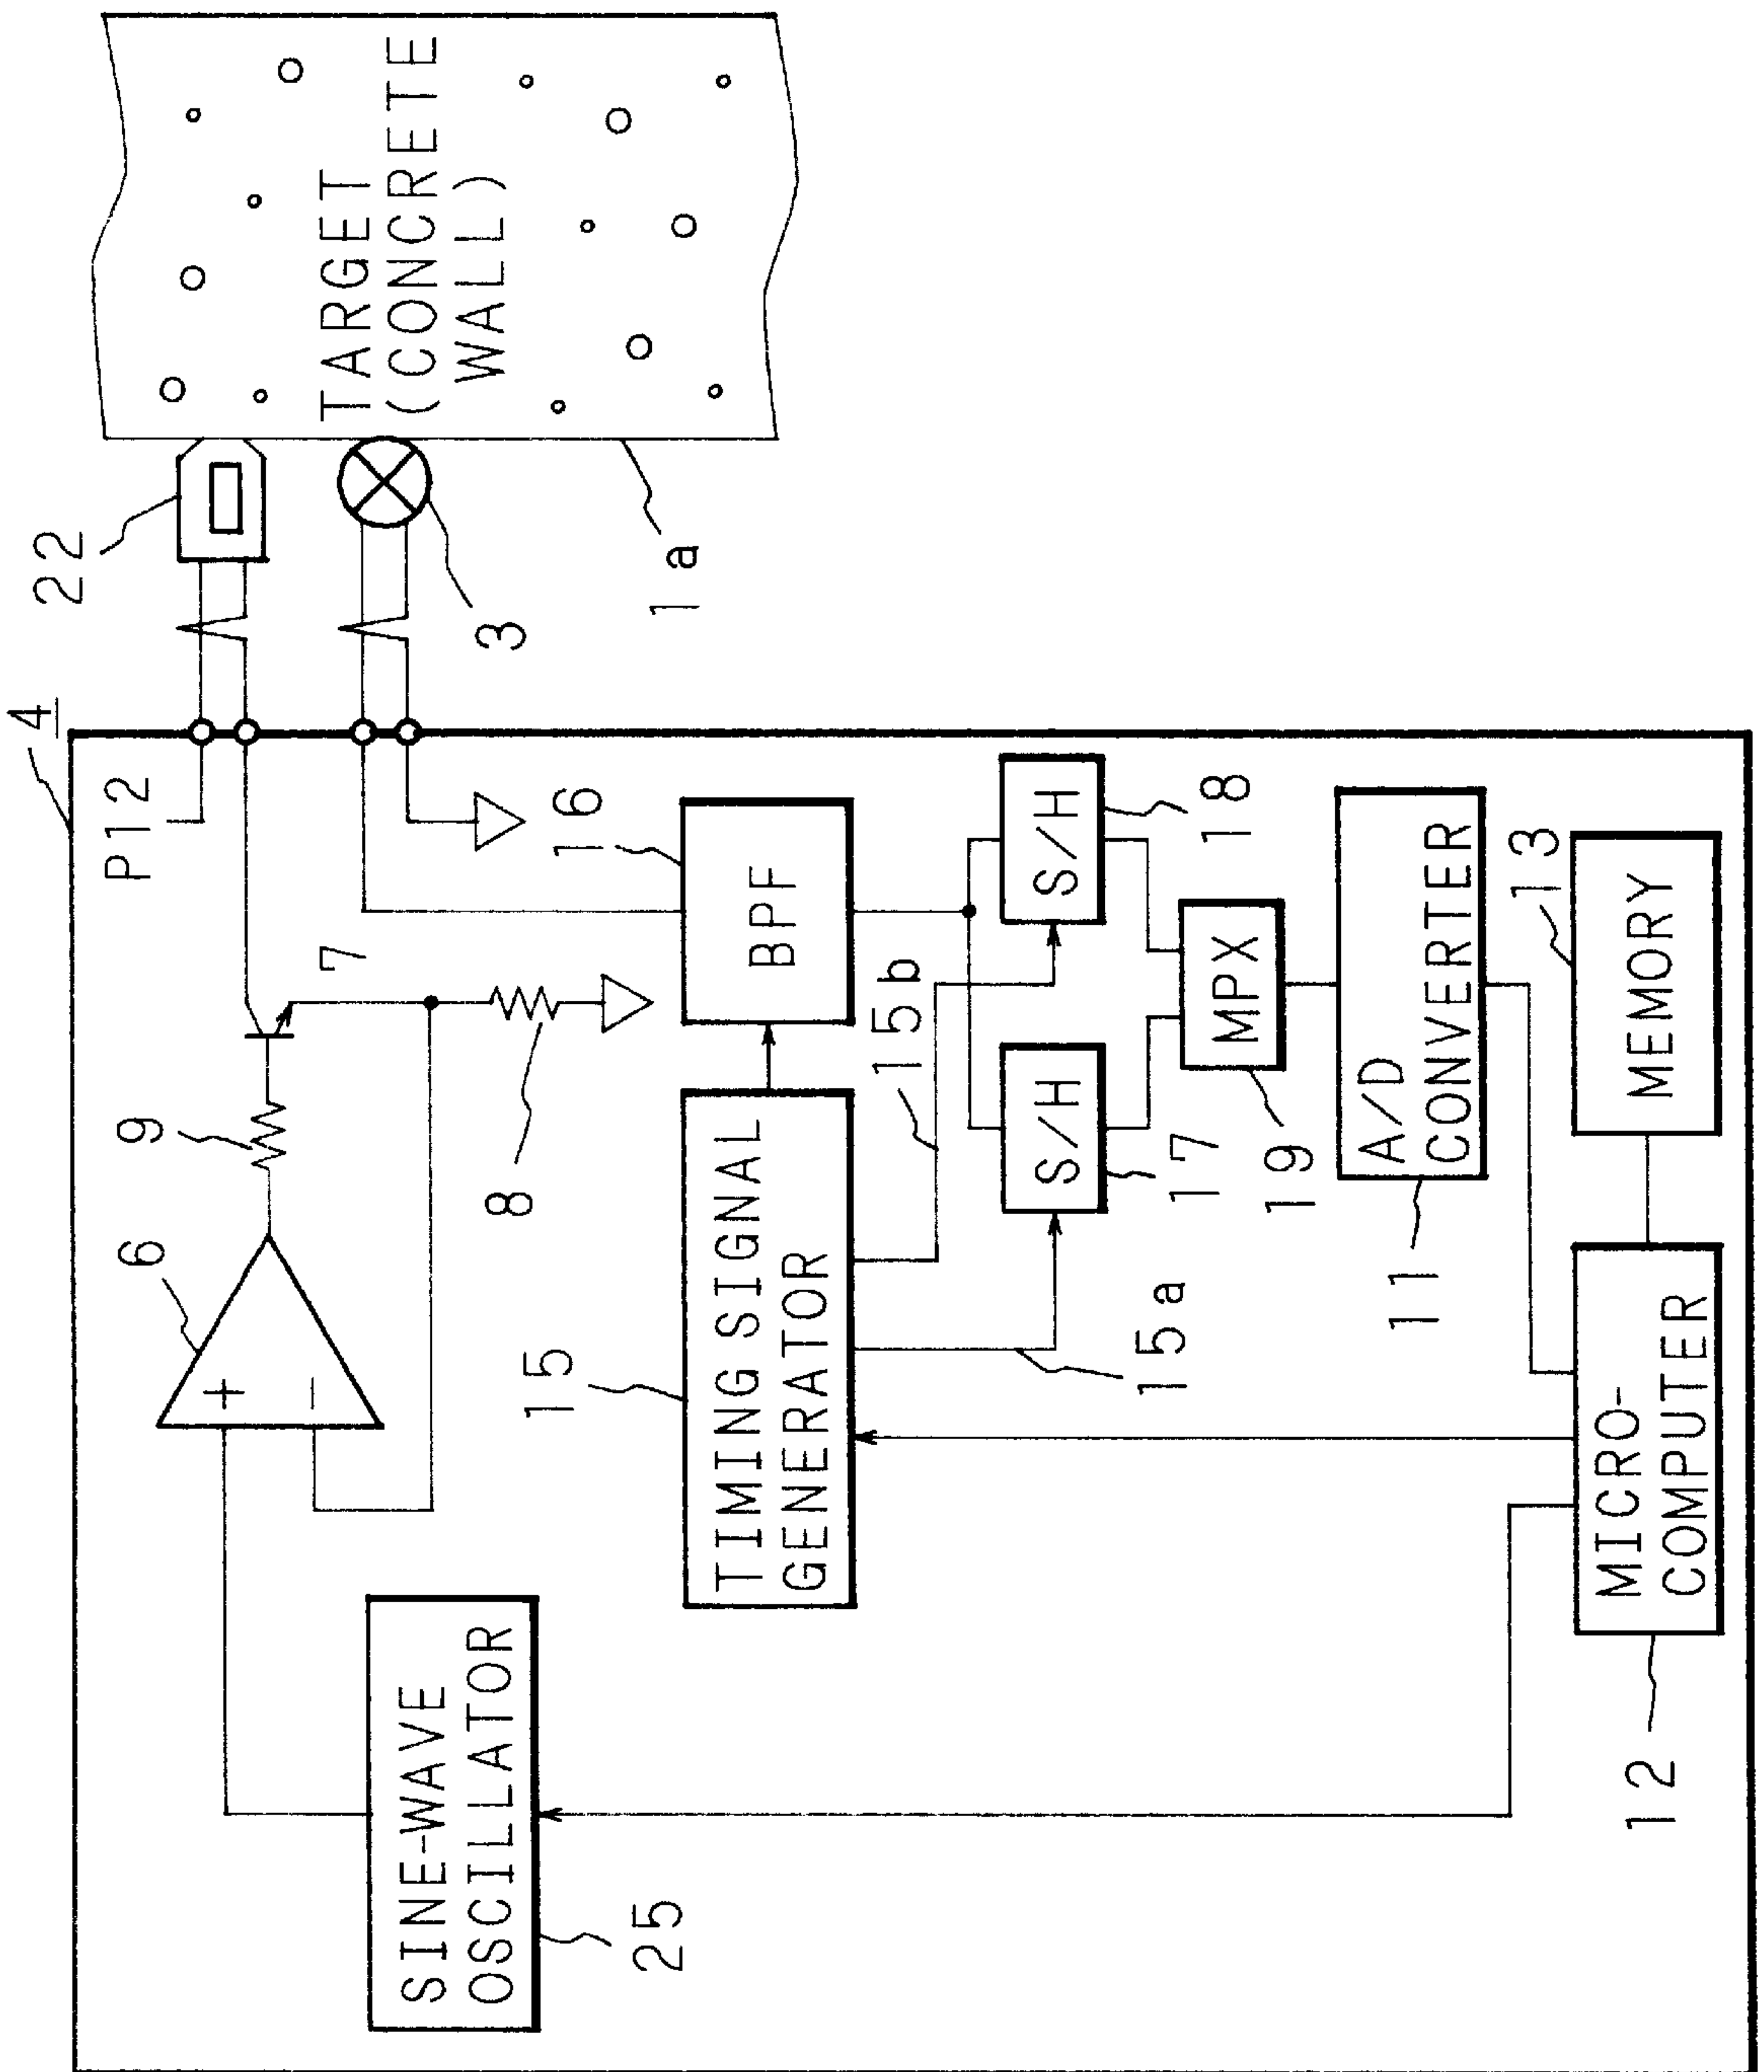 4
P12
22
TARGET
(CONCRETE
WALL)
3
1a
6
9
7
8
SINE-WAVE
OSCILLATOR
25
+
−
15
TIMING SIGNAL
GENERATOR
16
BPF
15b
15a
S/H
17
S/H
18
MPX
19
A/D
CONVERTER
11
MICRO-
COMPUTER
12
MEMORY
13